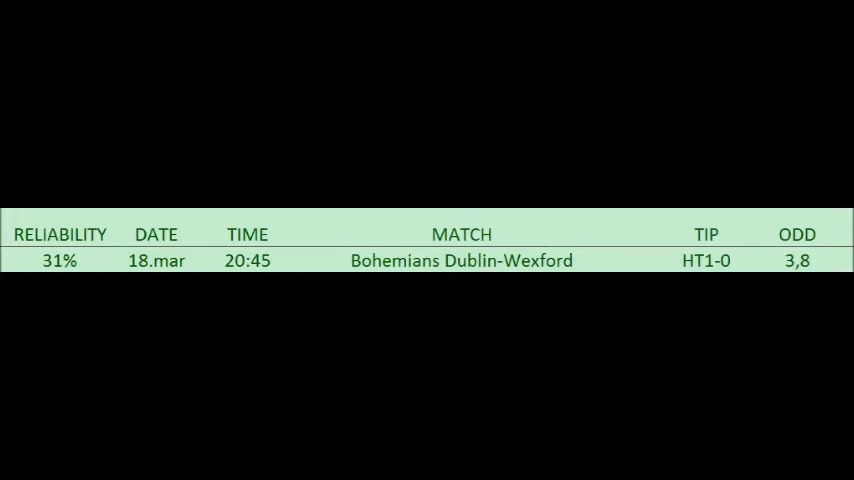 RELIABILITY DATE TIME MATCH TIP ODD
31% 18.mar 20:45 Bohemians Dublin-Wexford HT1-0 3,8